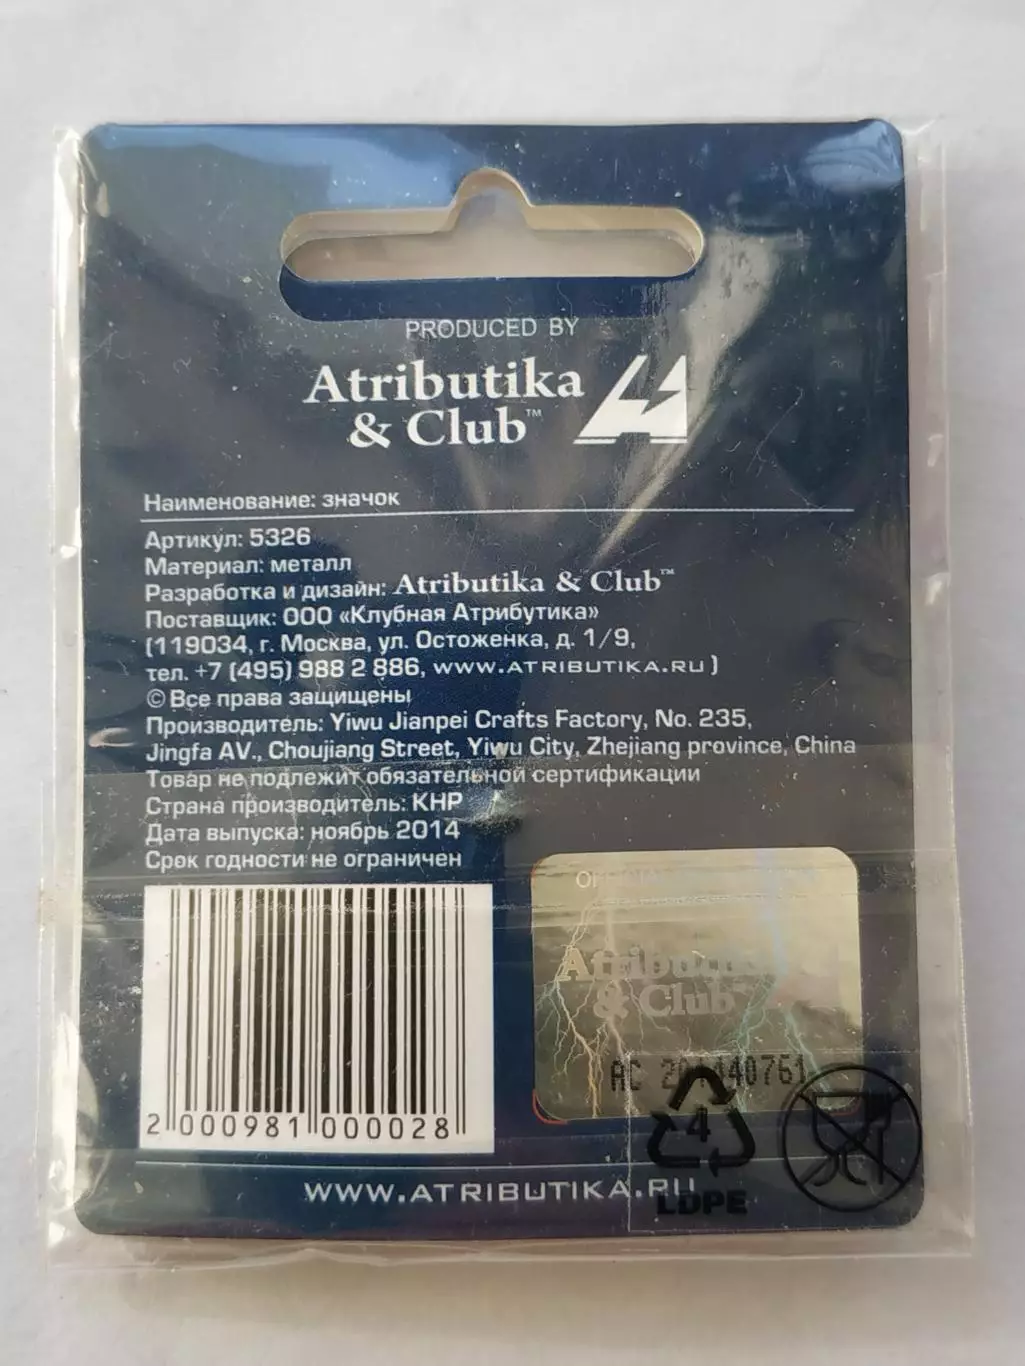 PRODUCED BY
Atributika
& Club™
Наименование: значок
Артикул: 5326
Материал: металл
Разработка и дизайн: Atributika & Club™
Поставщик: ООО «Клубная Атрибутика»
(119034, г. Москва, ул. Остоженка, д. 1/9,
тел. +7 (495) 988 2 886, WWW.ATRIBUTIKA.RU)
© Все права защищены
Производитель: Yiwu Jianpei Crafts Factory, No. 235,
Jingfa AV., Choujiang Street, Yiwu City, Zhejiang province, China
Товар не подлежит обязательной сертификации
Страна производитель: КНР
Дата выпуска: ноябрь 2014
Срок годности не ограничен
Atributika
& Club
AC 201440761
2 000981 000028
4
LDPE
WWW.ATRIBUTIKA.RU